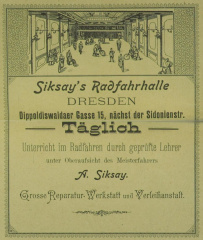 Siksay's Radfahrhalle
DRESDEN
Dippoldiswaldaer Gasse 15, nächst der Sidonienstr.
Täglich
Unterricht im Radfahren durch geprüfte Lehrer
unter Oberaufsicht des Meisterfahrers
A. Siksay.
Grosse Reparatur-Werkstatt und Verleihanstalt.